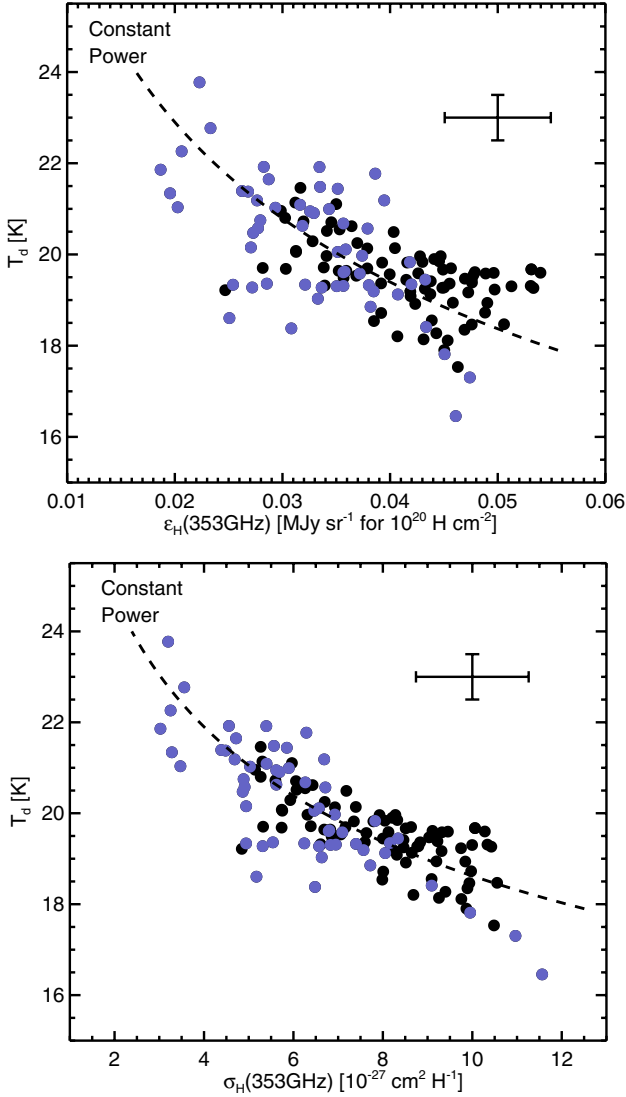 Constant
Power
24
22
20
18
16
T_d [K]
0.01 0.02 0.03 0.04 0.05 0.06
ε_H(353GHz) [MJy sr⁻¹ for 10²⁰ H cm⁻²]
Constant
Power
24
22
20
18
16
T_d [K]
2 4 6 8 10 12
σ_H(353GHz) [10⁻²⁷ cm² H⁻¹]